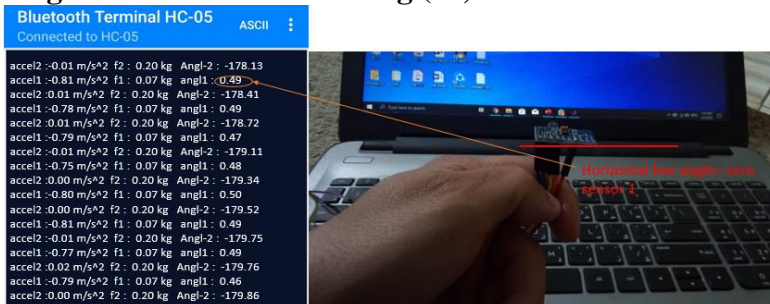 Bluetooth Terminal HC-05
ASCII
Connected to HC-05
accel2 :-0.01 m/s^2 f2 : 0.20 kg Angl-2 : -178.13
accel1 :-0.81 m/s^2 f1 : 0.07 kg angl1 : 0.49
accel2 :0.01 m/s^2 f2 : 0.20 kg Angl-2 : -178.41
accel1 :-0.78 m/s^2 f1 : 0.07 kg angl1 : 0.49
accel2 :0.01 m/s^2 f2 : 0.20 kg Angl-2 : -178.72
accel1 :-0.79 m/s^2 f1 : 0.07 kg angl1 : 0.47
accel2 :-0.01 m/s^2 f2 : 0.20 kg Angl-2 : -179.11
accel1 :-0.75 m/s^2 f1 : 0.07 kg angl1 : 0.48
accel2 :0.00 m/s^2 f2 : 0.20 kg Angl-2 : -179.34
accel1 :-0.80 m/s^2 f1 : 0.07 kg angl1 : 0.50
accel2 :0.00 m/s^2 f2 : 0.20 kg Angl-2 : -179.52
accel1 :-0.81 m/s^2 f1 : 0.07 kg angl1 : 0.49
accel2 :-0.01 m/s^2 f2 : 0.20 kg Angl-2 : -179.75
accel1 :-0.77 m/s^2 f1 : 0.07 kg angl1 : 0.49
accel2 :0.02 m/s^2 f2 : 0.20 kg Angl-2 : -179.76
accel1 :-0.79 m/s^2 f1 : 0.07 kg angl1 : 0.46
accel2 :0.00 m/s^2 f2 : 0.20 kg Angl-2 : -179.86
Type here to search
Horizontal line angle= zero
sensor 1